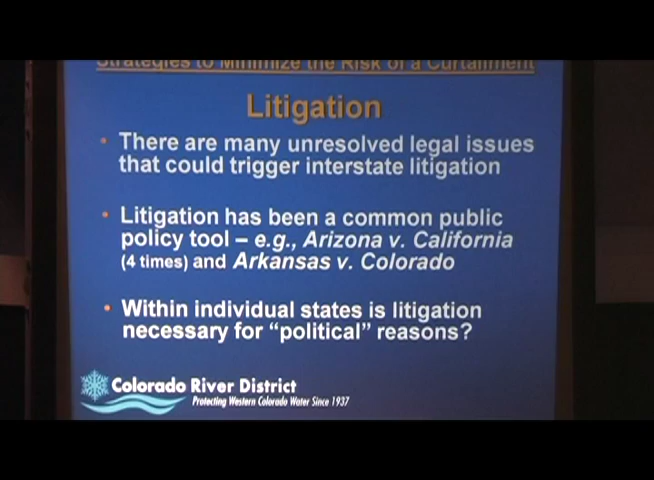 Strategies to Minimize the Risk of a Curtailment
Litigation
• There are many unresolved legal issues
that could trigger interstate litigation
• Litigation has been a common public
policy tool – e.g., Arizona v. California
(4 times) and Arkansas v. Colorado
• Within individual states is litigation
necessary for “political” reasons?
Colorado River District
Protecting Western Colorado Water Since 1937